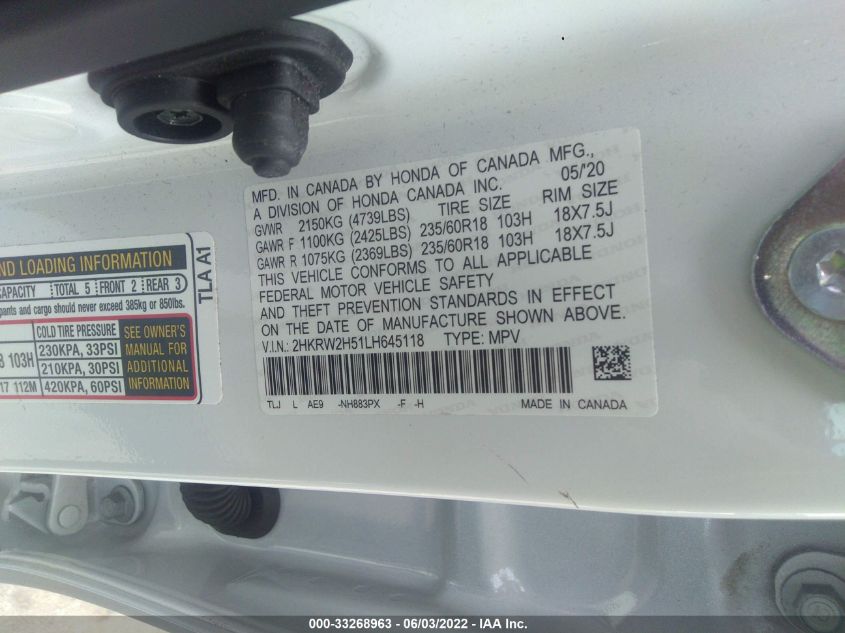 MFD. IN CANADA BY HONDA OF CANADA MFG.,
A DIVISION OF HONDA CANADA INC. 05/'20
GVWR 2150KG (4739LBS) TIRE SIZE RIM SIZE
GAWR F 1100KG (2425LBS) 235/60R18 103H 18X7.5J
GAWR R 1075KG (2369LBS) 235/60R18 103H 18X7.5J
THIS VEHICLE CONFORMS TO ALL APPLICABLE
FEDERAL MOTOR VEHICLE SAFETY
AND THEFT PREVENTION STANDARDS IN EFFECT
ON THE DATE OF MANUFACTURE SHOWN ABOVE.
V.I.N.: 2HKRW2H51LH645118 TYPE: MPV
TLJ L AE9 -NH883PX -F -H MADE IN CANADA
ND LOADING INFORMATION
CAPACITY TOTAL 5 FRONT 2 REAR 3
pants and cargo should never exceed 385kg or 850lbs.
COLD TIRE PRESSURE
8 103H 230KPA, 33PSI
210KPA, 30PSI
17 112M 420KPA, 60PSI
SEE OWNER'S
MANUAL FOR
ADDITIONAL
INFORMATION
TLA A1
000-33268963 - 06/03/2022 - IAA Inc.